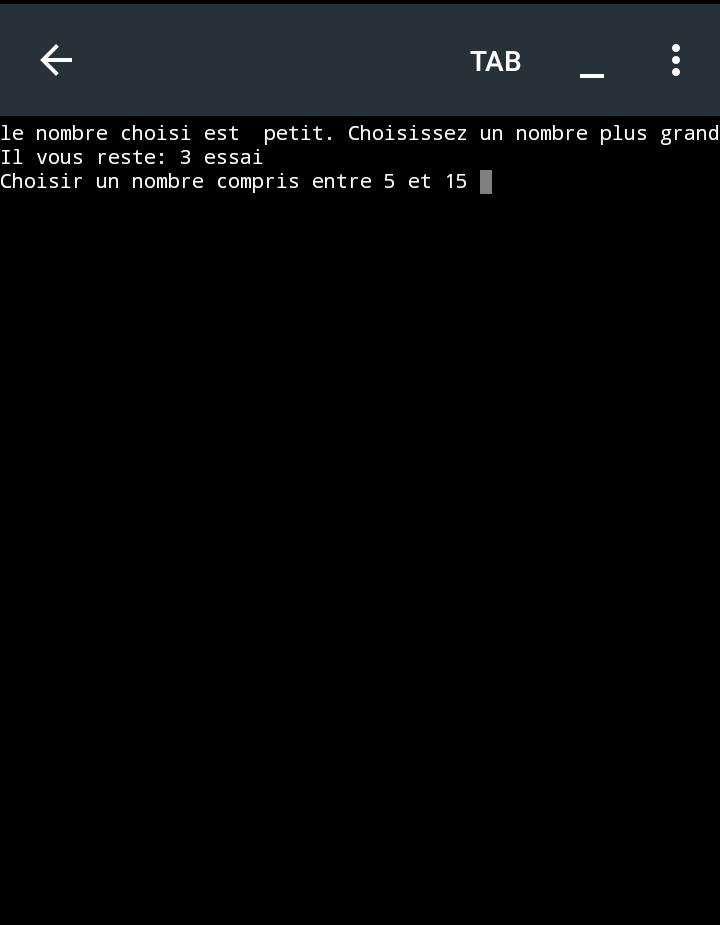 TAB
le nombre choisi est  petit. Choisissez un nombre plus grand
Il vous reste: 3 essai
Choisir un nombre compris entre 5 et 15